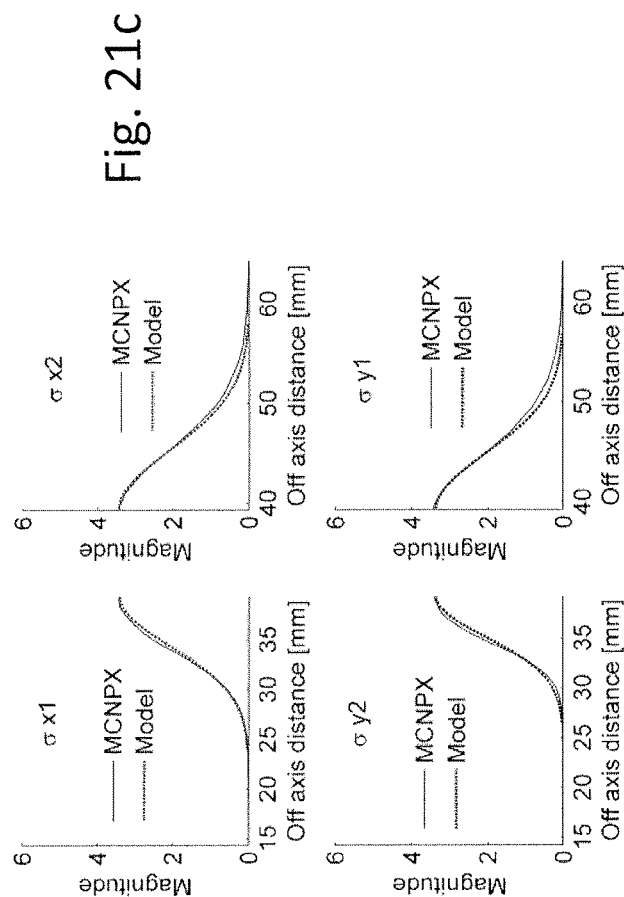 Fig. 21c
σ x1
MCNPX
Model
Magnitude
6
4
2
0
15 20 25 30 35
Off axis distance [mm]
σ x2
MCNPX
Model
Magnitude
6
4
2
0
40 50 60
Off axis distance [mm]
σ y2
MCNPX
Model
Magnitude
6
4
2
0
15 20 25 30 35
Off axis distance [mm]
σ y1
MCNPX
Model
Magnitude
6
4
2
0
40 50 60
Off axis distance [mm]